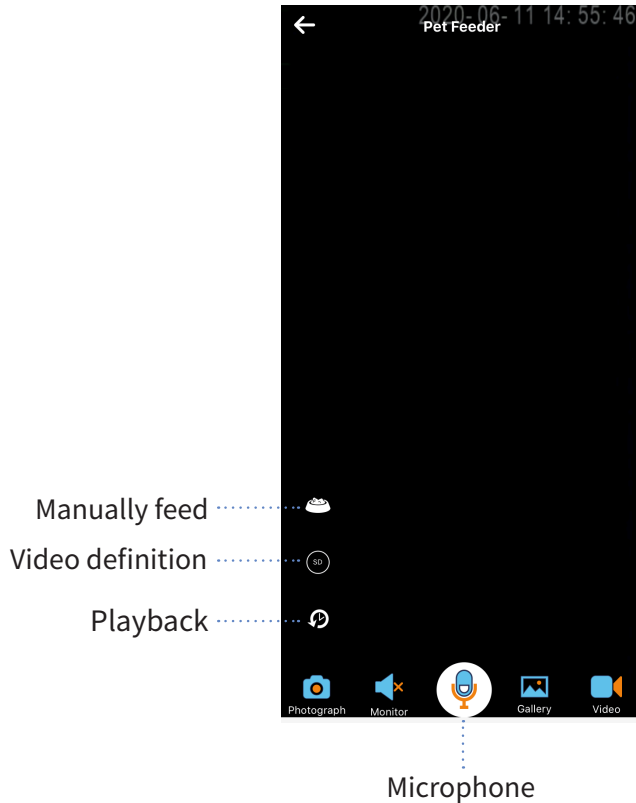 2020-06-11 14:55:46
Pet Feeder
Manually feed
Video definition
SD
Playback
Photograph
Monitor
Gallery
Video
Microphone